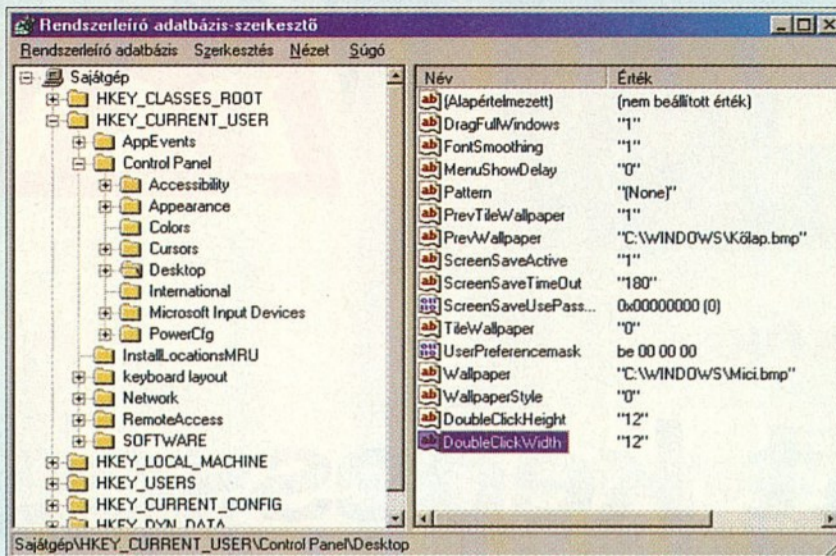 Rendszerleíró adatbázis-szerkesztő
Rendszerleíró adatbázis Szerkesztés Nézet Súgó
Sajátgép
HKEY_CLASSES_ROOT
HKEY_CURRENT_USER
AppEvents
Control Panel
Accessibility
Appearance
Colors
Cursors
Desktop
International
Microsoft Input Devices
PowerCfg
InstallLocationsMRU
keyboard layout
Network
RemoteAccess
SOFTWARE
HKEY_LOCAL_MACHINE
HKEY_USERS
HKEY_CURRENT_CONFIG
HKEY_DYN_DATA
Név Érték
(Alapértelmezett) (nem beállított érték)
DragFullWindows "1"
FontSmoothing "1"
MenuShowDelay "0"
Pattern "(None)"
PrevTileWallpaper "1"
PrevWallpaper "C:\WINDOWS\Kőlap.bmp"
ScreenSaveActive "1"
ScreenSaveTimeOut "180"
ScreenSaveUsePass... 0x00000000 (0)
TileWallpaper "0"
UserPreferencemask be 00 00 00
Wallpaper "C:\WINDOWS\Mici.bmp"
WallpaperStyle "0"
DoubleClickHeight "12"
DoubleClickWidth "12"
Sajátgép\HKEY_CURRENT_USER\Control Panel\Desktop